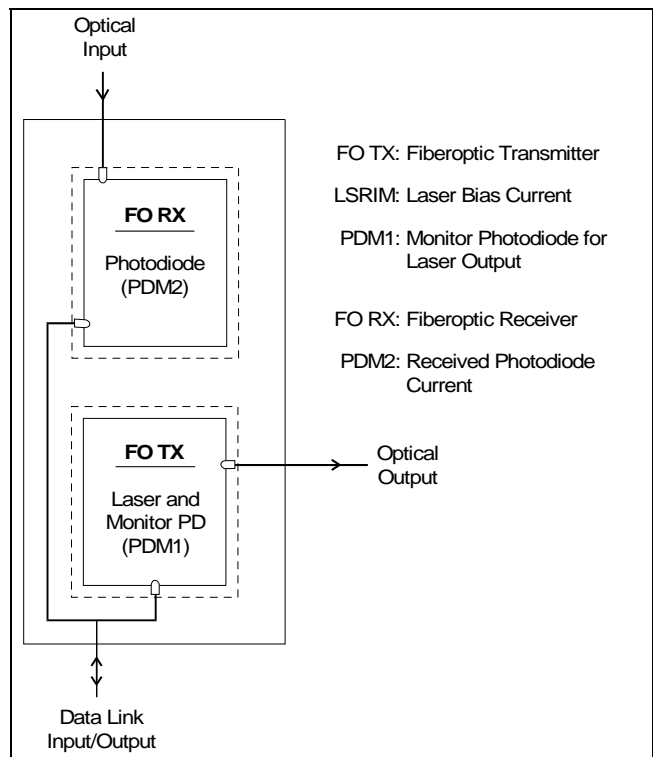 Optical
Input
FO RX
Photodiode
(PDM2)
FO TX
Laser and
Monitor PD
(PDM1)
Optical
Output
Data Link
Input/Output
FO TX: Fiberoptic Transmitter
LSRIM: Laser Bias Current
PDM1: Monitor Photodiode for
Laser Output
FO RX: Fiberoptic Receiver
PDM2: Received Photodiode
Current